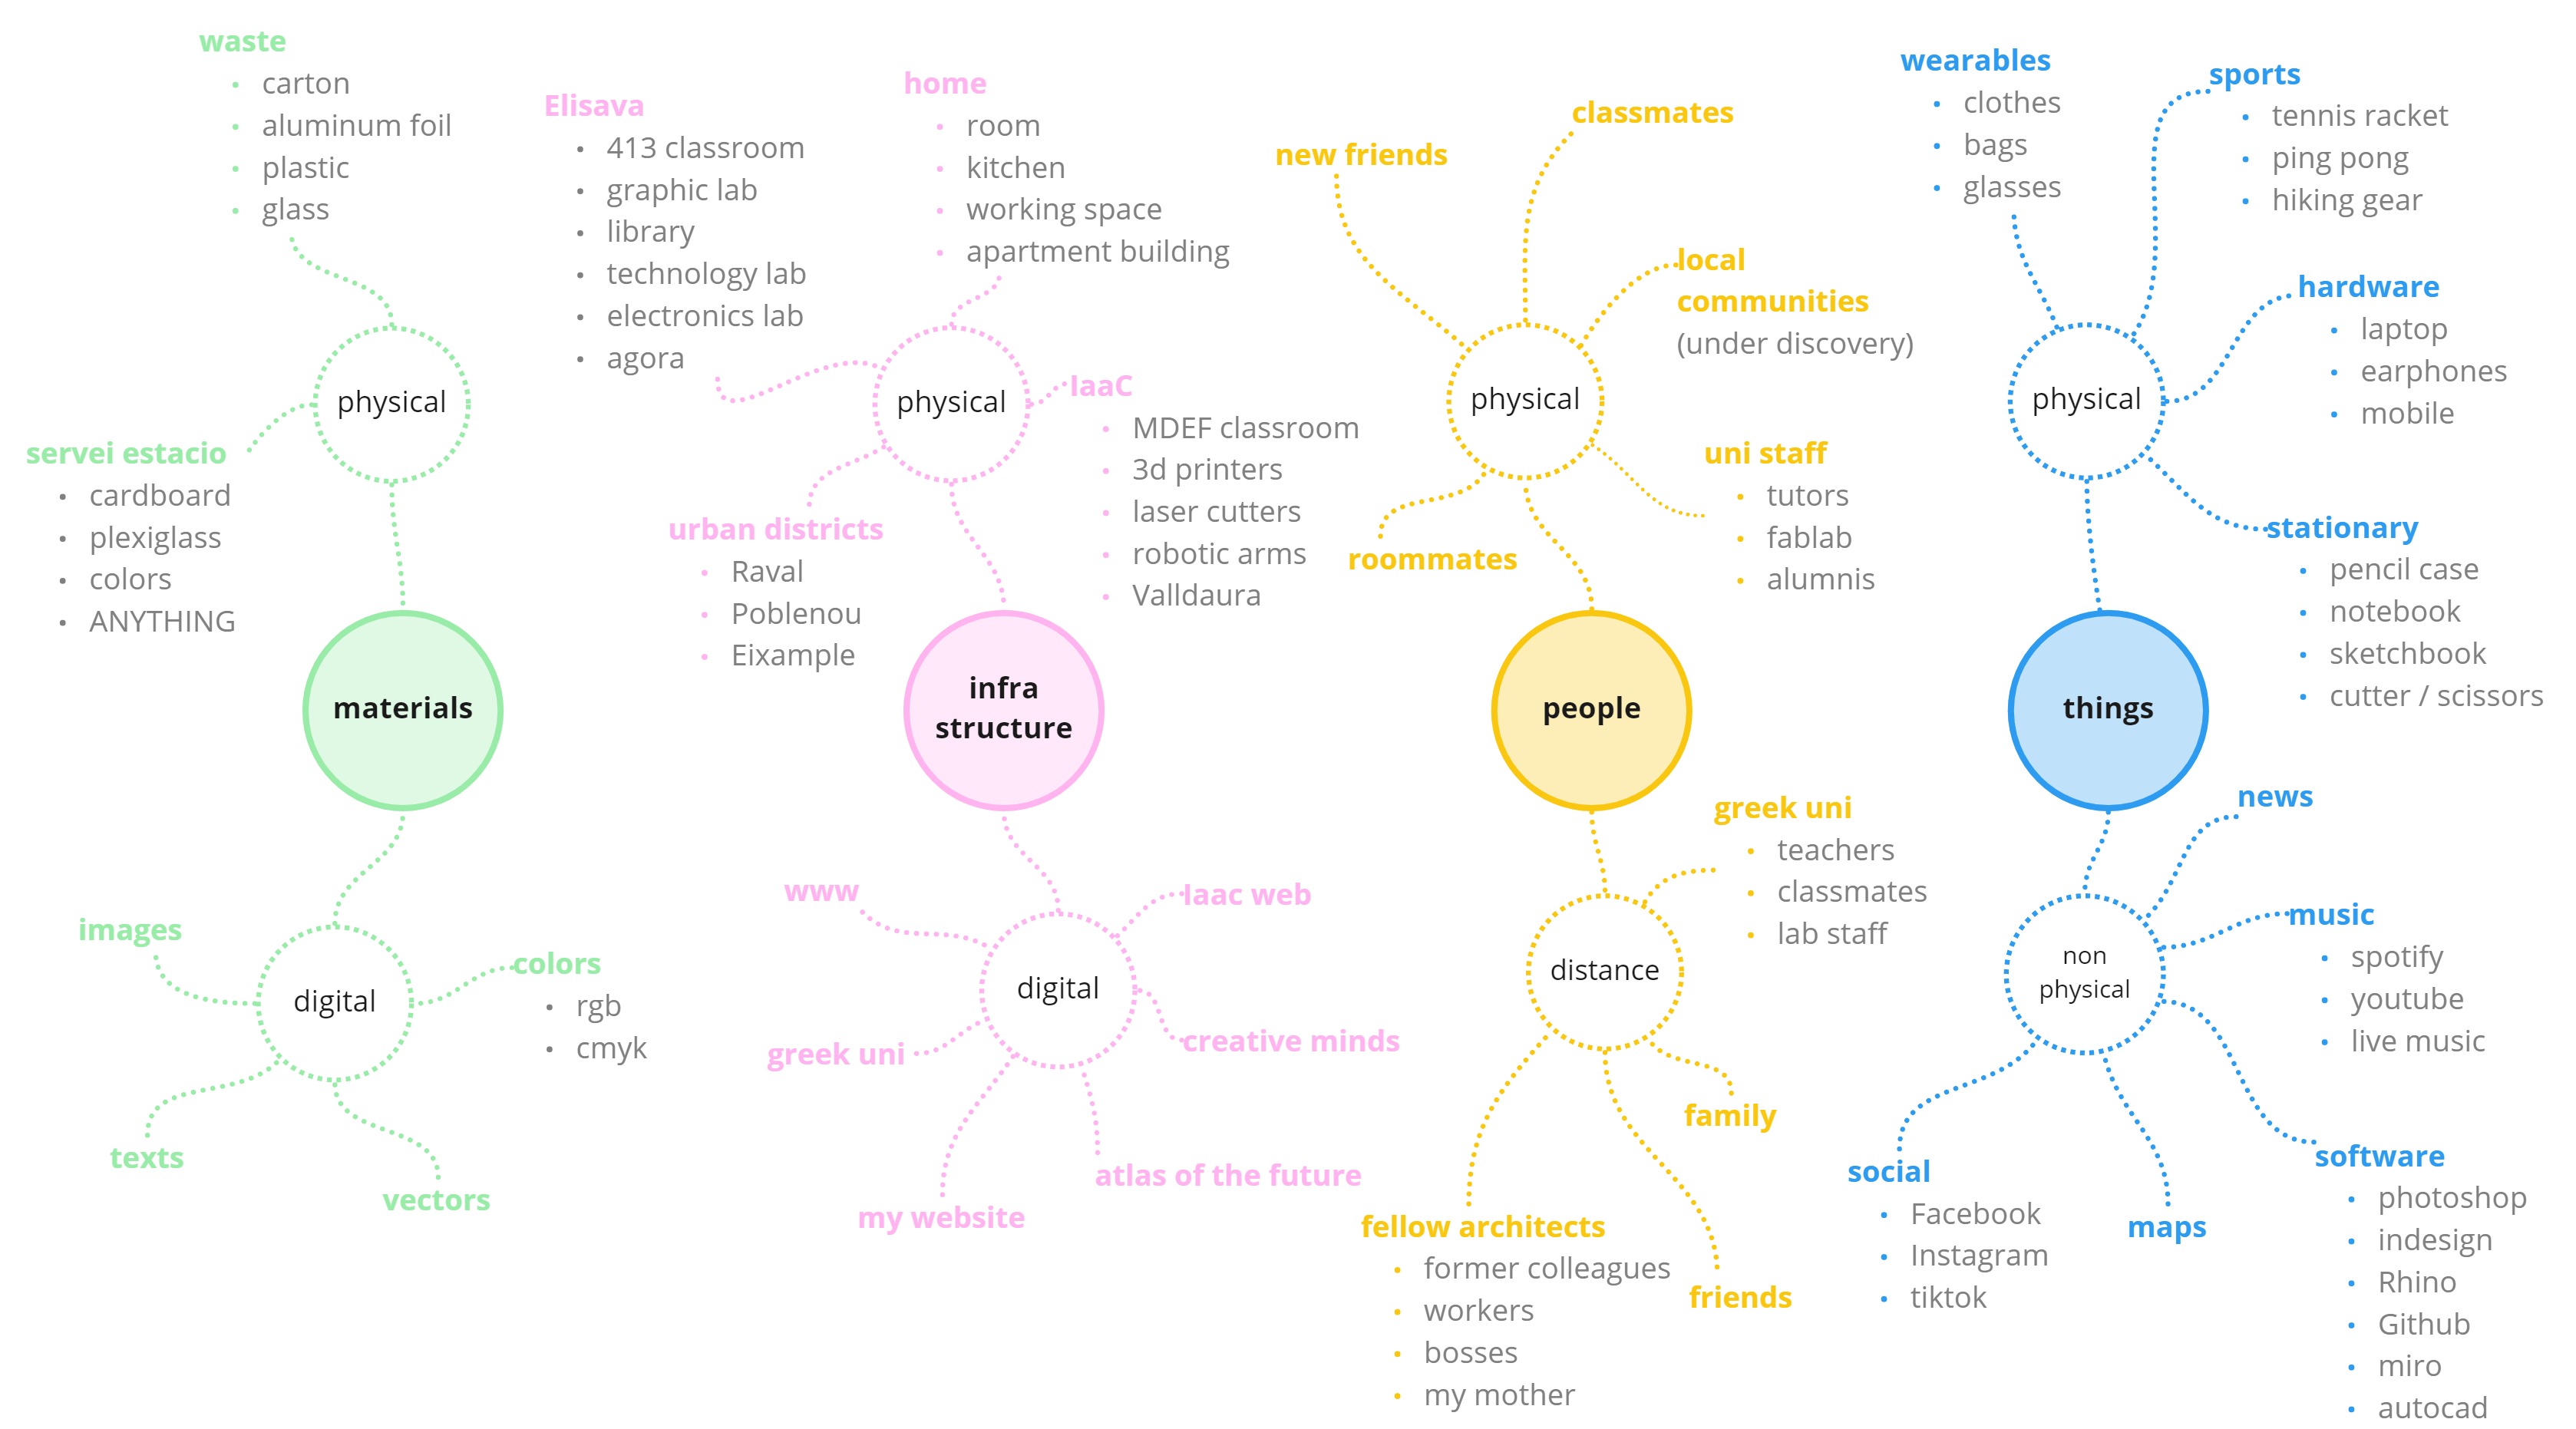 waste
carton
aluminum foil
plastic
glass
physical
servei estacio
cardboard
plexiglass
colors
ANYTHING
materials
digital
images
colors
rgb
cmyk
texts
vectors
Elisava
413 classroom
graphic lab
library
technology lab
electronics lab
agora
home
room
kitchen
working space
apartment building
physical
IaaC
MDEF classroom
3d printers
laser cutters
robotic arms
Valldaura
urban districts
Raval
Poblenou
Eixample
infra
structure
www
Iaac web
digital
greek uni
creative minds
my website
atlas of the future
new friends
classmates
local
communities
(under discovery)
physical
uni staff
tutors
fablab
alumnis
roommates
people
greek uni
teachers
classmates
lab staff
distance
family
fellow architects
former colleagues
workers
bosses
my mother
friends
wearables
clothes
bags
glasses
sports
tennis racket
ping pong
hiking gear
hardware
laptop
earphones
mobile
physical
stationary
pencil case
notebook
sketchbook
cutter / scissors
things
news
music
spotify
youtube
live music
non
physical
social
Facebook
Instagram
tiktok
maps
software
photoshop
indesign
Rhino
Github
miro
autocad